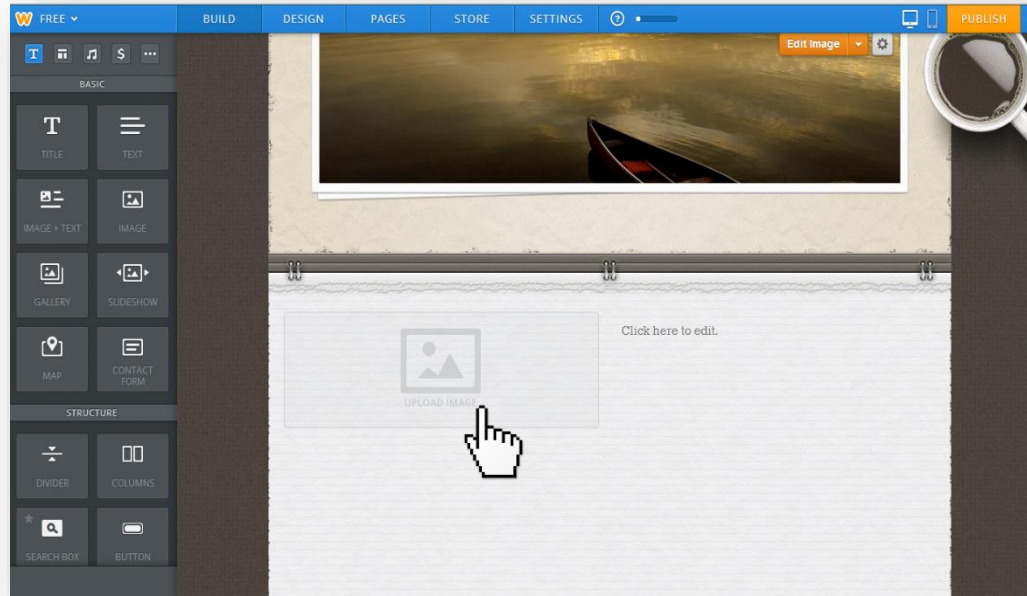 FREE BUILD DESIGN PAGES STORE SETTINGS ? PUBLISH
T $
BASIC
TITLE TEXT
IMAGE + TEXT IMAGE
GALLERY SLIDESHOW
MAP CONTACT FORM
STRUCTURE
DIVIDER COLUMNS
SEARCH BOX BUTTON
Edit Image
UPLOAD IMAGE
Click here to edit.